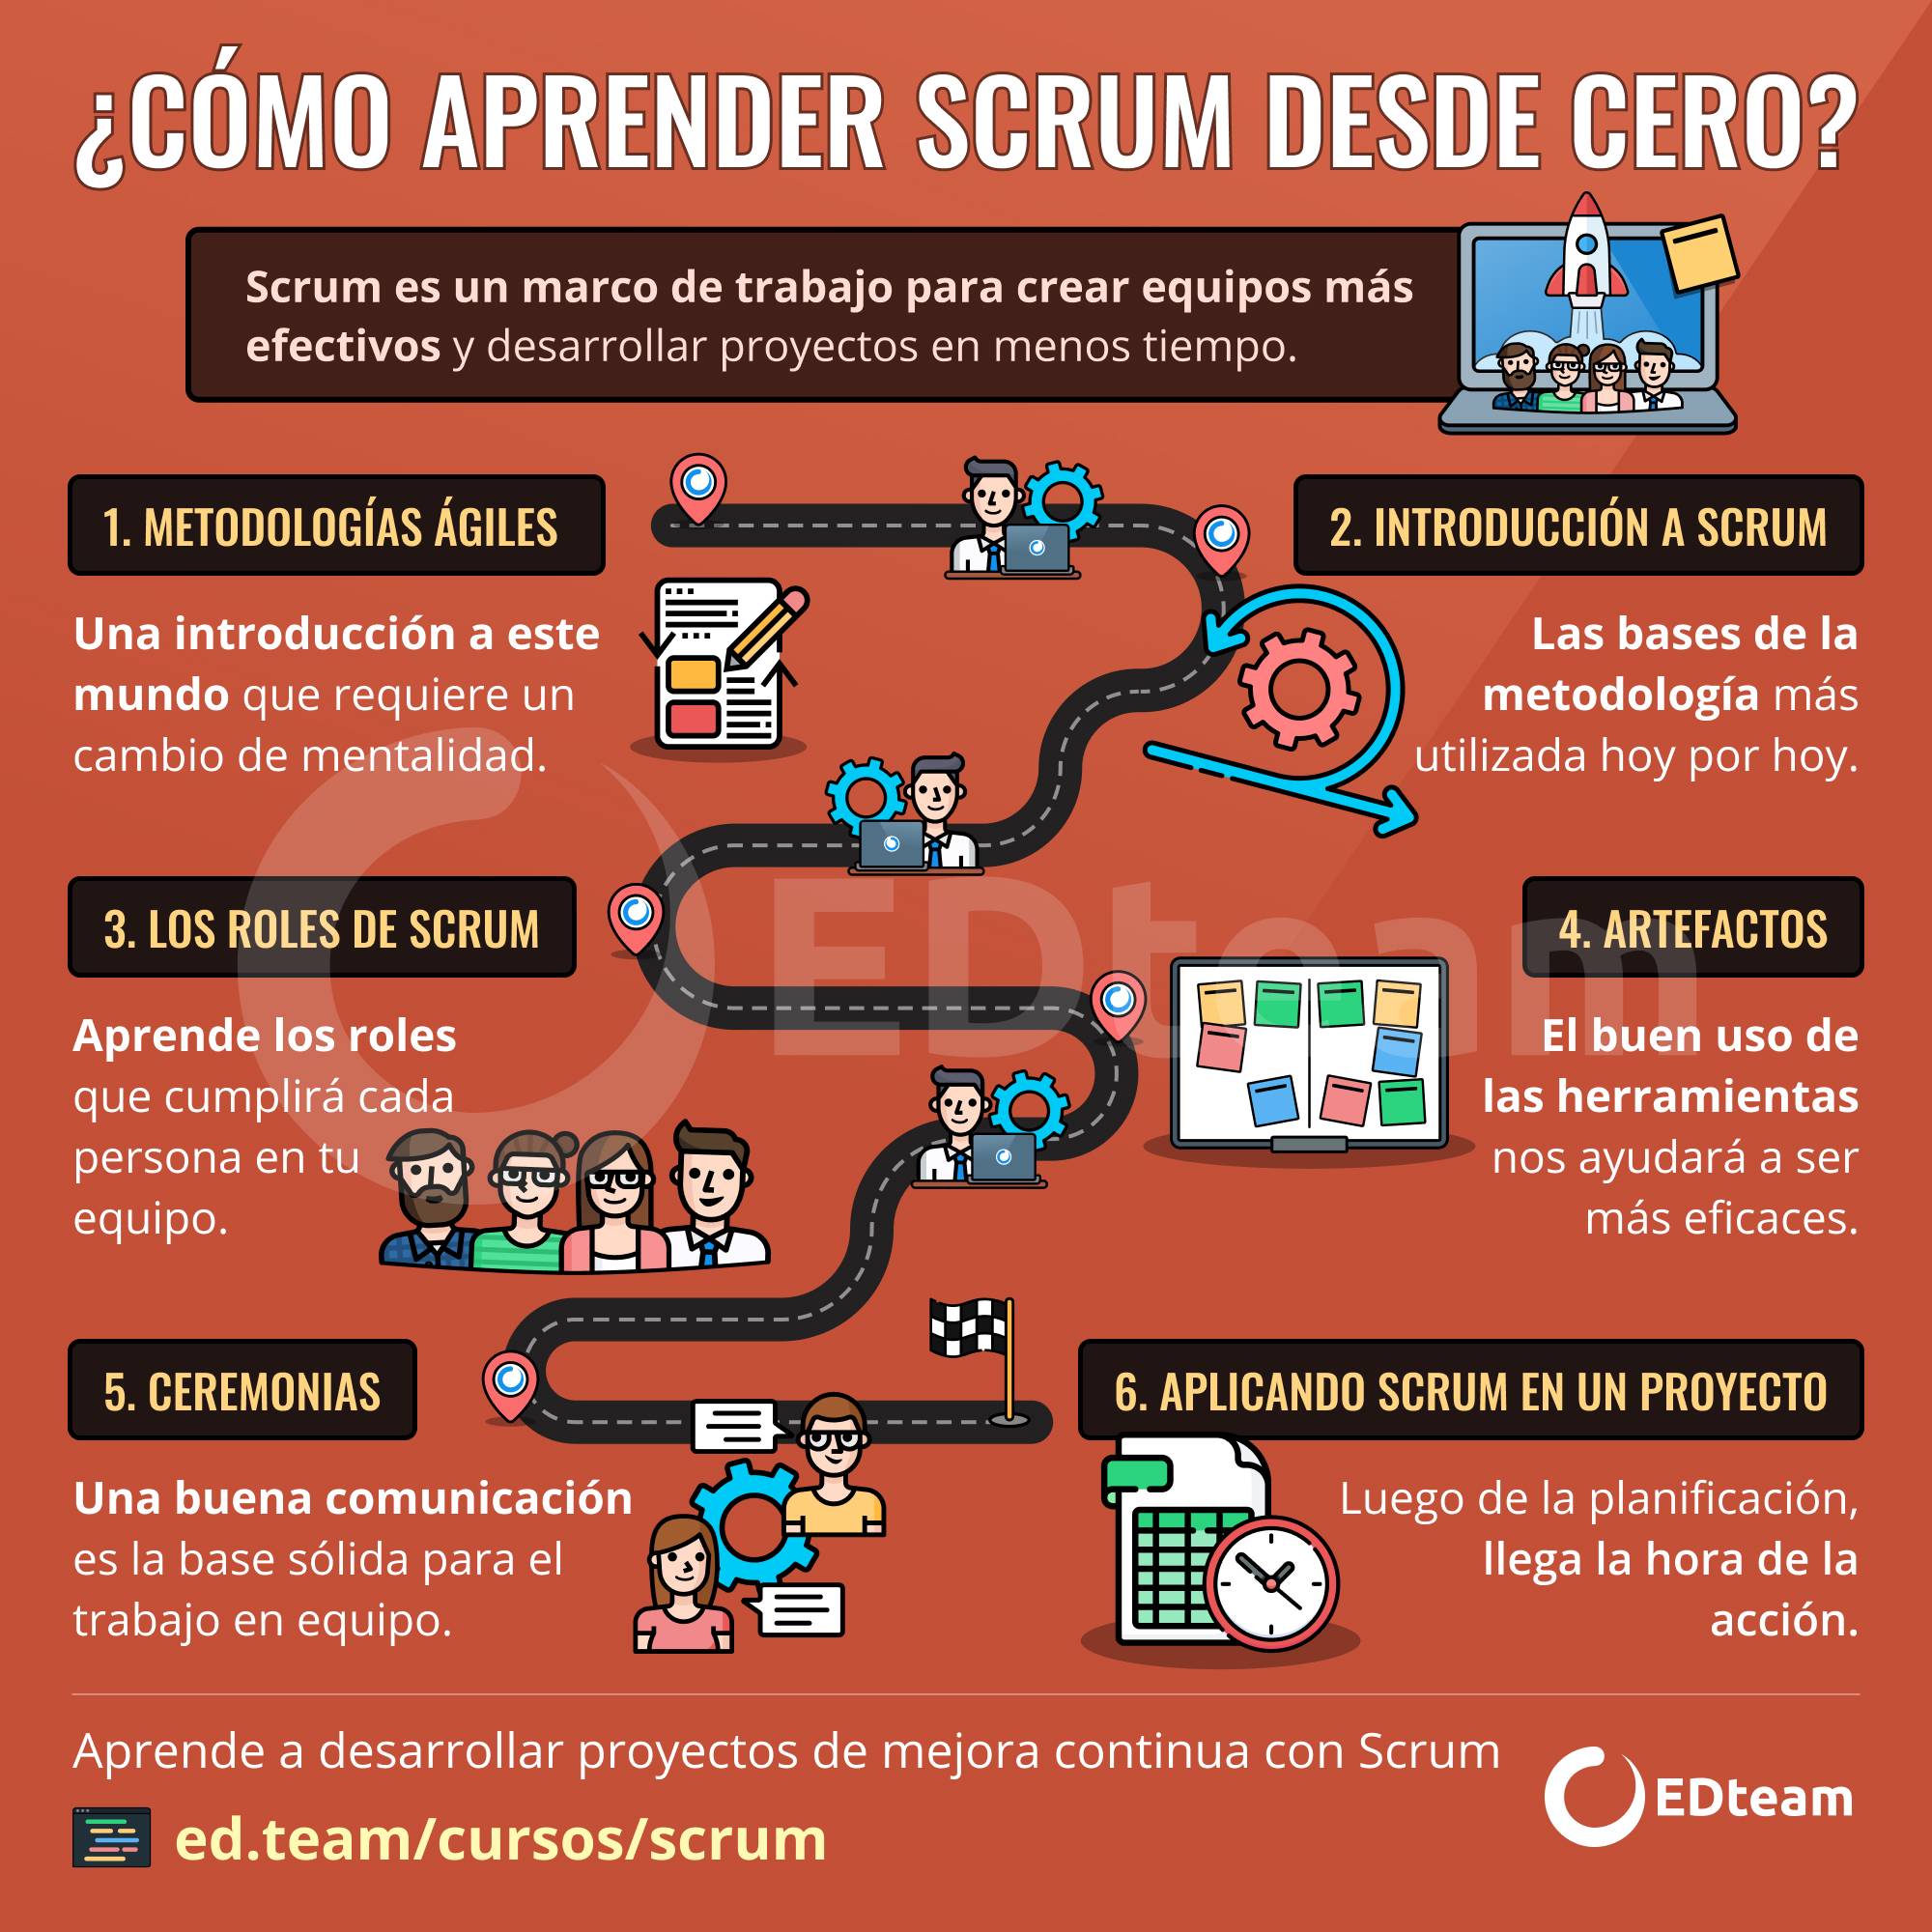 ¿CÓMO APRENDER SCRUM DESDE CERO?
Scrum es un marco de trabajo para crear equipos más
efectivos y desarrollar proyectos en menos tiempo.
1. METODOLOGÍAS ÁGILES
Una introducción a este
mundo que requiere un
cambio de mentalidad.
2. INTRODUCCIÓN A SCRUM
Las bases de la
metodología más
utilizada hoy por hoy.
3. LOS ROLES DE SCRUM
Aprende los roles
que cumplirá cada
persona en tu
equipo.
4. ARTEFACTOS
El buen uso de
las herramientas
nos ayudará a ser
más eficaces.
EDteam
5. CEREMONIAS
Una buena comunicación
es la base sólida para el
trabajo en equipo.
6. APLICANDO SCRUM EN UN PROYECTO
Luego de la planificación,
llega la hora de la
acción.
Aprende a desarrollar proyectos de mejora continua con Scrum
ed.team/cursos/scrum
EDteam